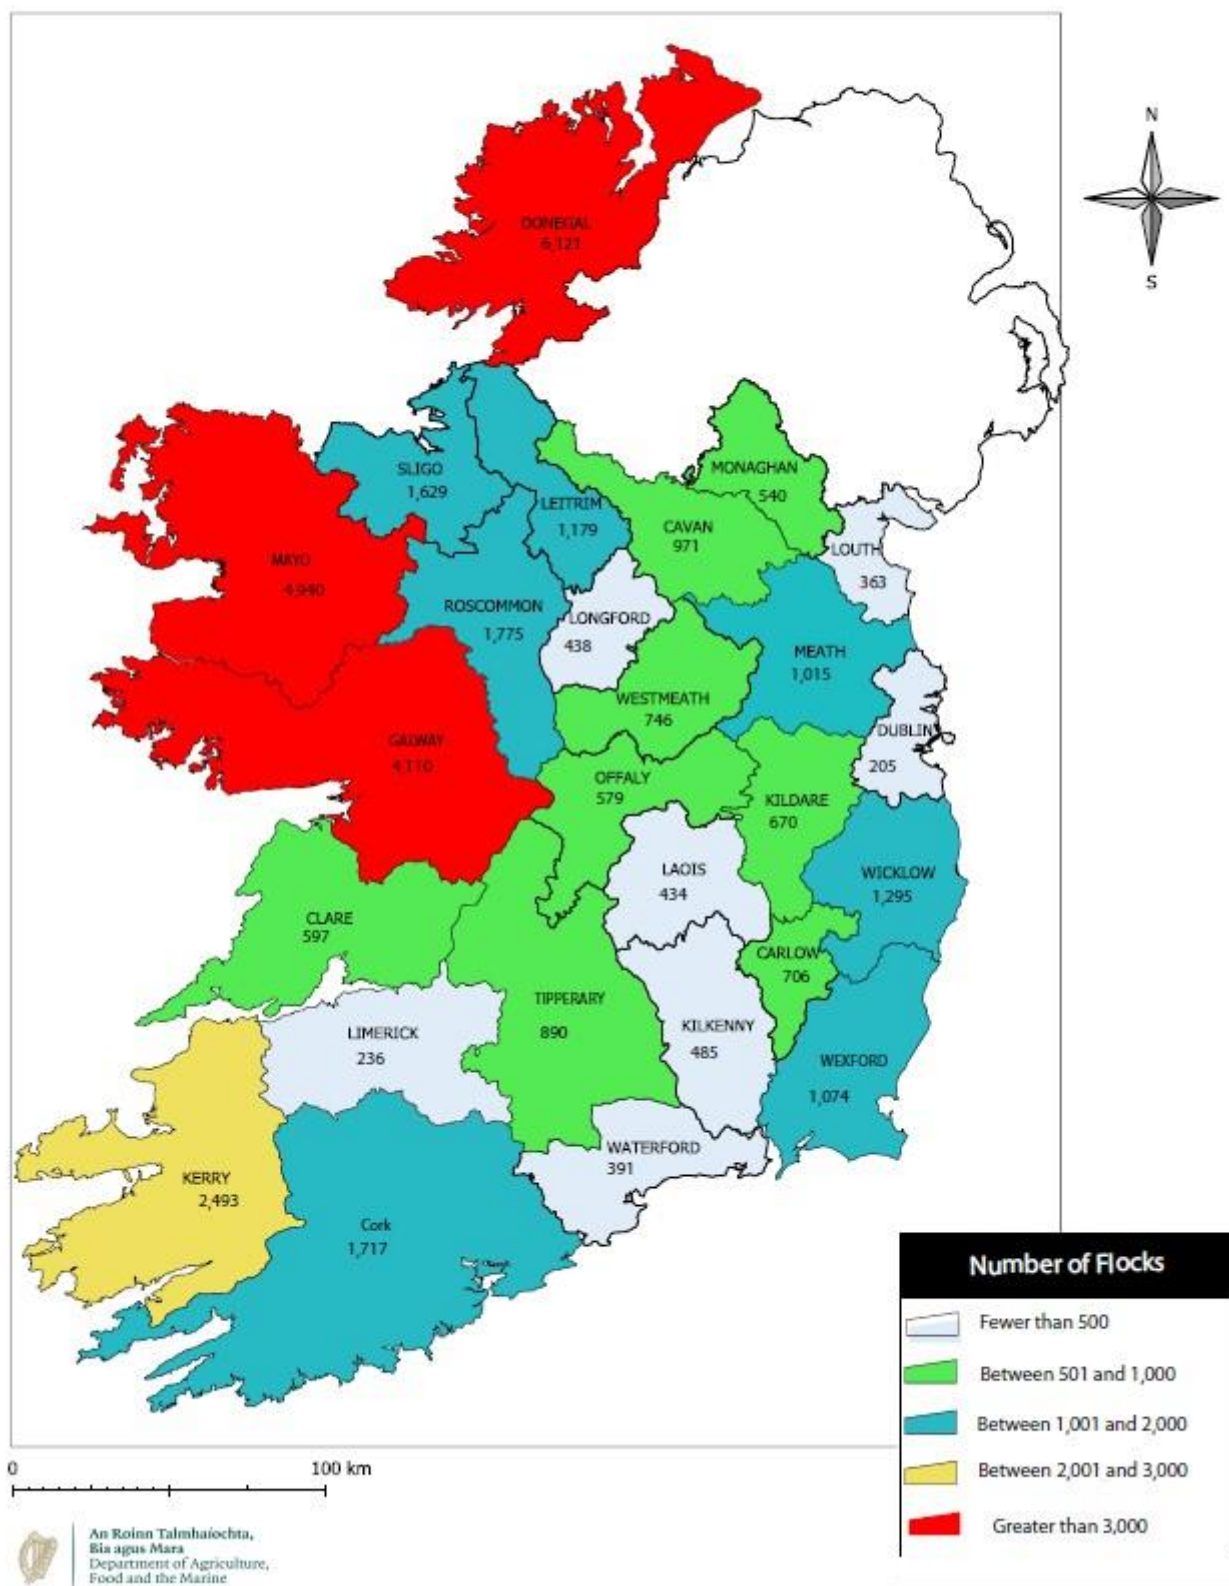 N
S
DONEGAL
6,121
SLIGO
1,629
LEITRIM
1,179
MONAGHAN
540
CAVAN
971
LOUTH
363
MAYO
4,940
ROSCOMMON
1,775
LONGFORD
438
MEATH
1,015
WESTMEATH
746
GALWAY
4,110
DUBLIN
205
OFFALY
579
KILDARE
670
LAOIS
434
WICKLOW
1,295
CLARE
597
CARLOW
706
TIPPERARY
890
LIMERICK
236
KILKENNY
485
WEXFORD
1,074
WATERFORD
391
KERRY
2,493
Cork
1,717
Number of Flocks
Fewer than 500
Between 501 and 1,000
Between 1,001 and 2,000
Between 2,001 and 3,000
Greater than 3,000
0 100 km
An Roinn Talmhaíochta,
Bia agus Mara
Department of Agriculture,
Food and the Marine